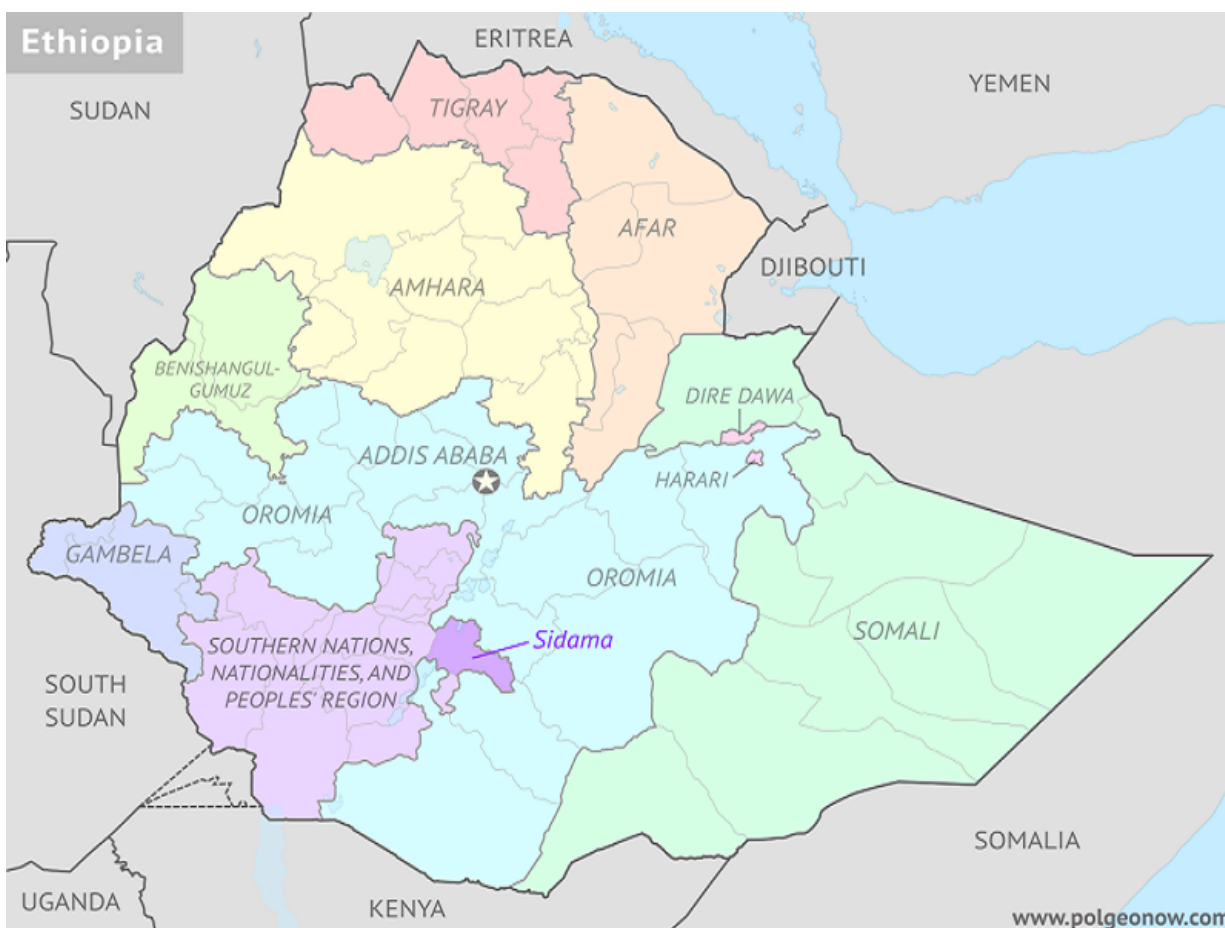 Ethiopia
ERITREA
YEMEN
SUDAN
TIGRAY
AFAR
DJIBOUTI
AMHARA
BENISHANGUL-
GUMUZ
DIRE DAWA
ADDIS ABABA
HARARI
OROMIA
GAMBELA
OROMIA
SOMALI
Sidama
SOUTHERN NATIONS,
NATIONALITIES, AND
PEOPLES' REGION
SOUTH
SUDAN
SOMALIA
UGANDA
KENYA
www.polgeonow.com